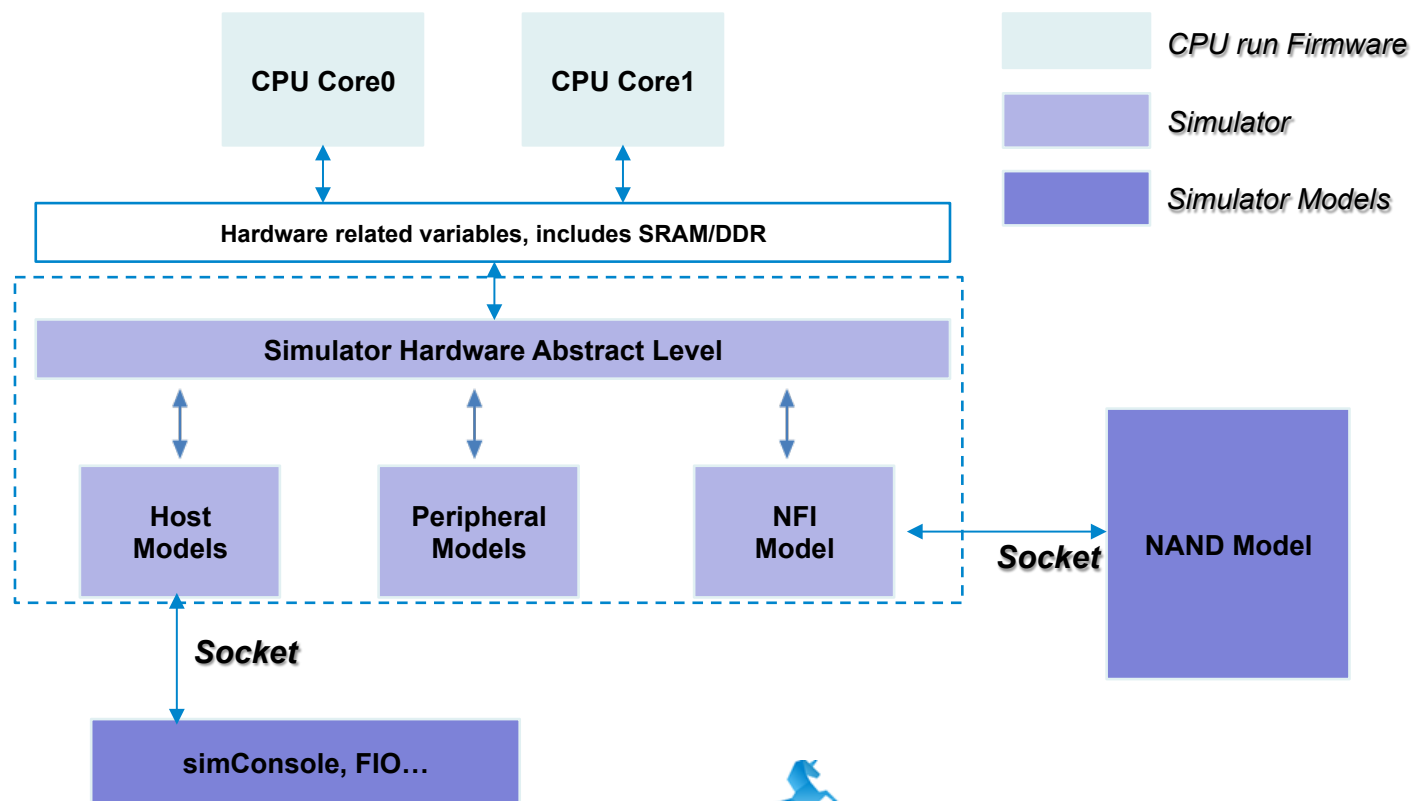 CPU Core0
CPU Core1
CPU run Firmware
Simulator
Simulator Models
Hardware related variables, includes SRAM/DDR
Simulator Hardware Abstract Level
Host
Models
Peripheral
Models
NFI
Model
Socket
NAND Model
Socket
simConsole, FIO…